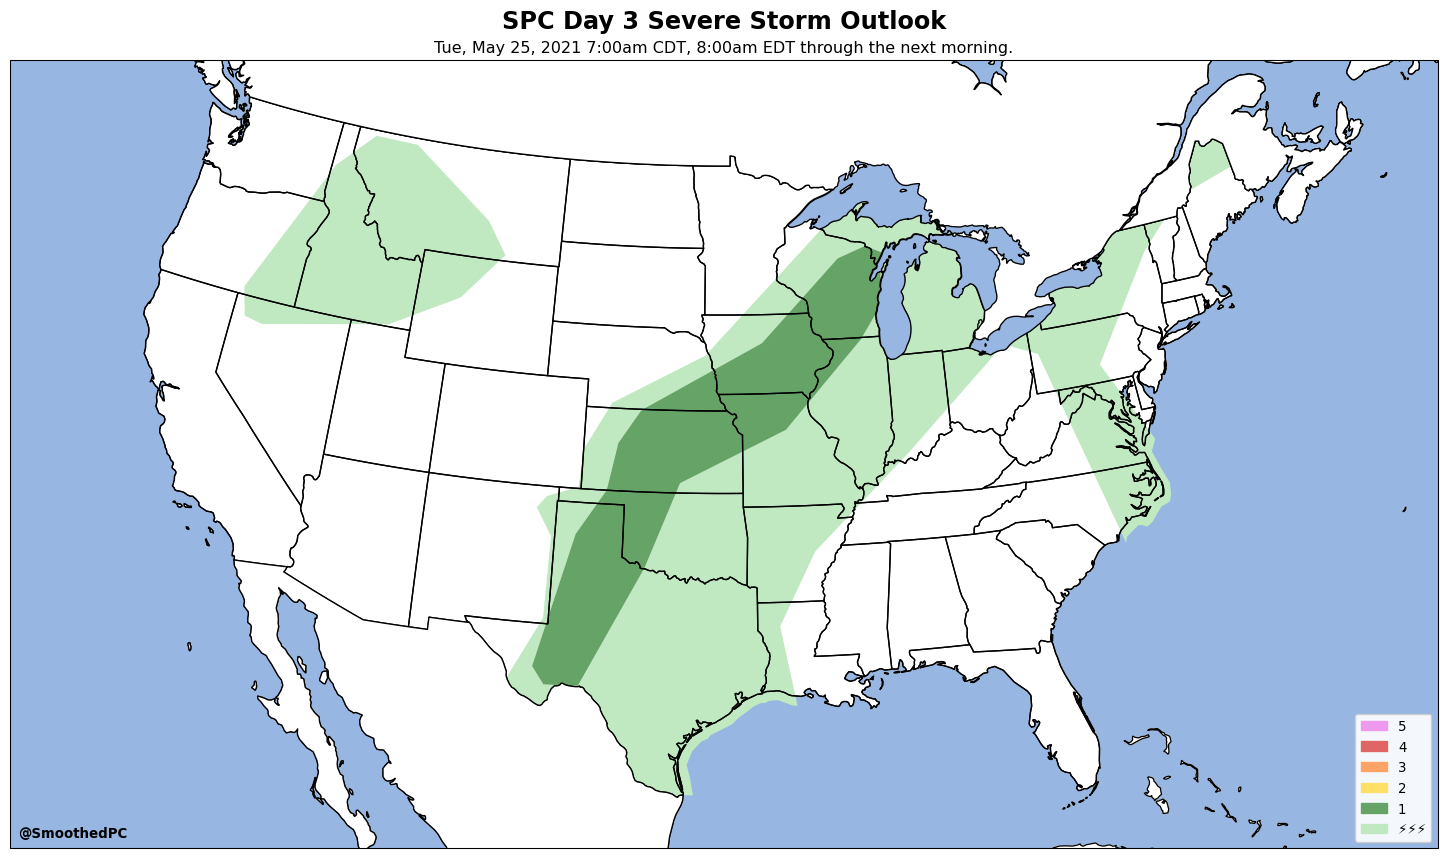 SPC Day 3 Severe Storm Outlook
Tue, May 25, 2021 7:00am CDT, 8:00am EDT through the next morning.
5
4
3
2
1
⚡⚡⚡
@SmoothedPC